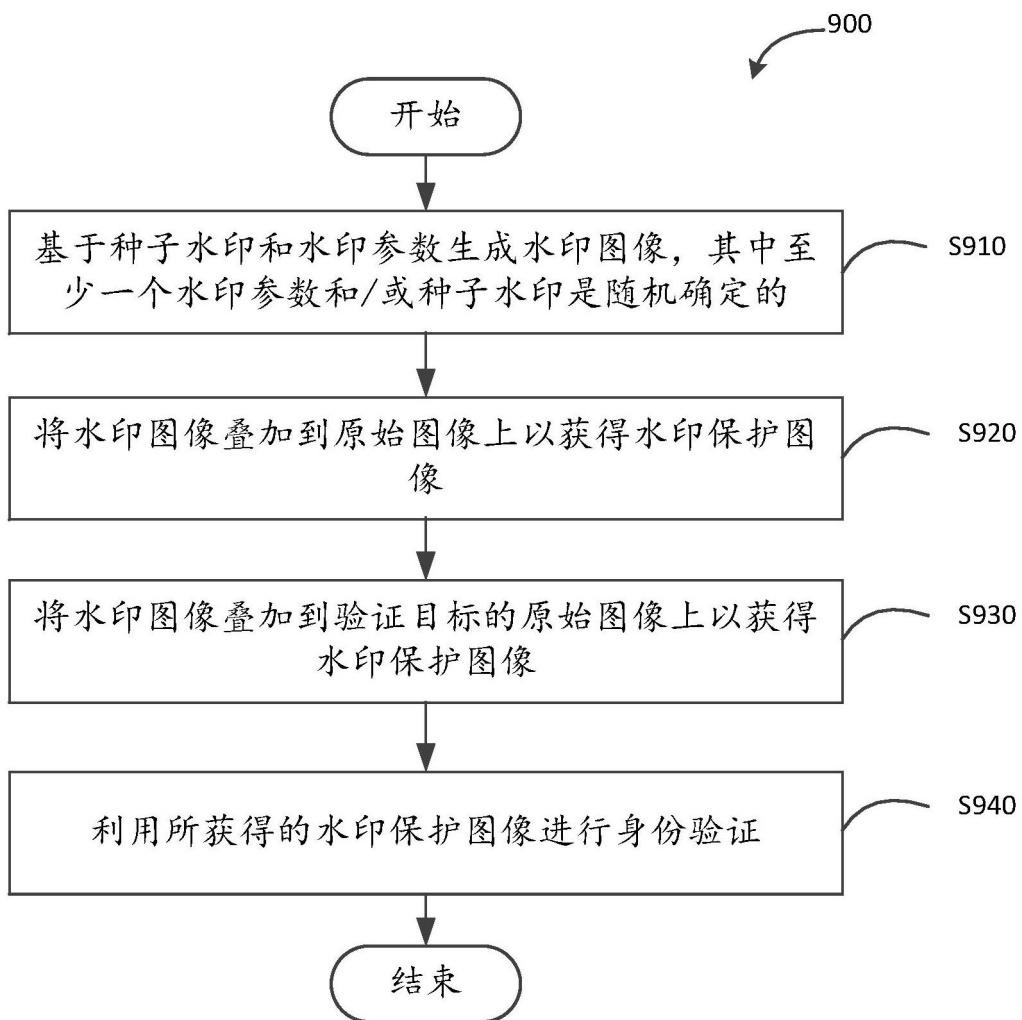 900
开始
基于种子水印和水印参数生成水印图像，其中至
少一个水印参数和/或种子水印是随机确定的
S910
将水印图像叠加到原始图像上以获得水印保护图
像
S920
将水印图像叠加到验证目标的原始图像上以获得
水印保护图像
S930
利用所获得的水印保护图像进行身份验证
S940
结束